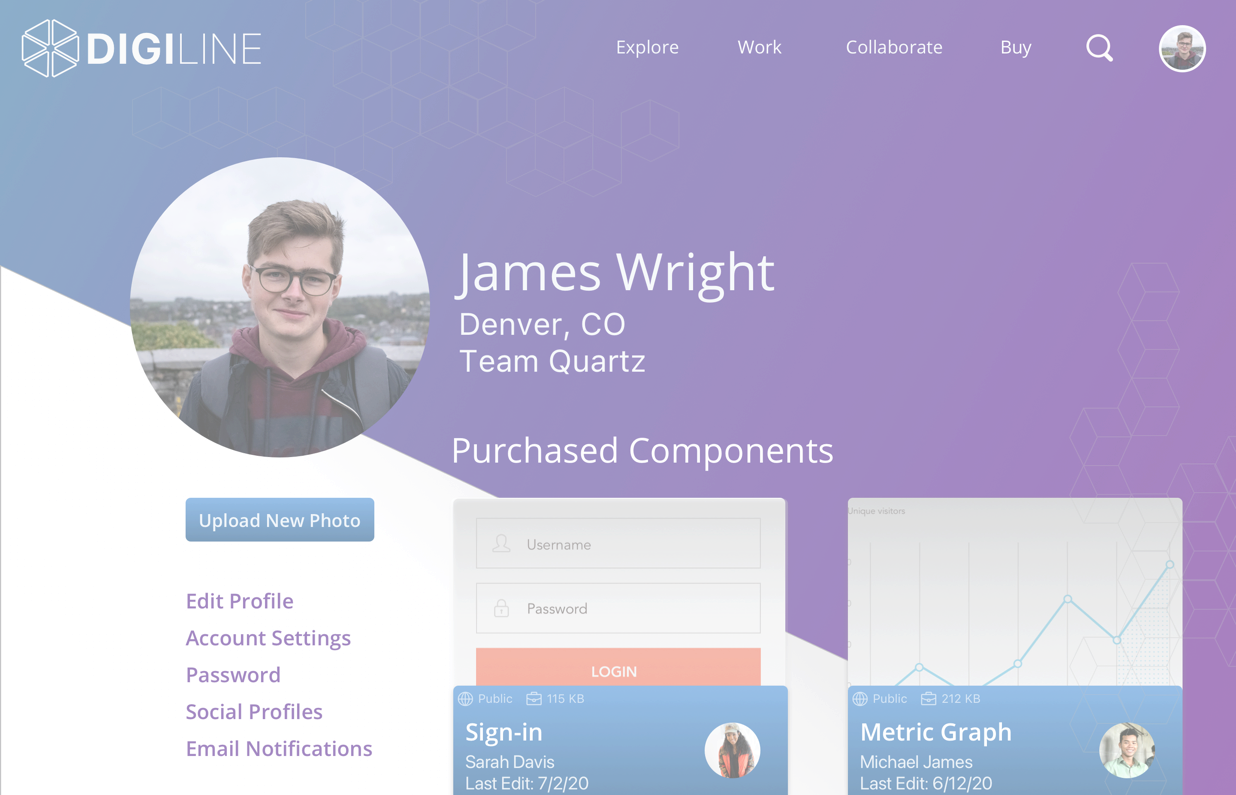 DIGILINE
Explore Work Collaborate Buy
James Wright
Denver, CO
Team Quartz
Purchased Components
Upload New Photo
Edit Profile
Account Settings
Password
Social Profiles
Email Notifications
Username
Password
LOGIN
Public 115 KB
Sign-in
Sarah Davis
Last Edit: 7/2/20
Unique visitors
Public 212 KB
Metric Graph
Michael James
Last Edit: 6/12/20